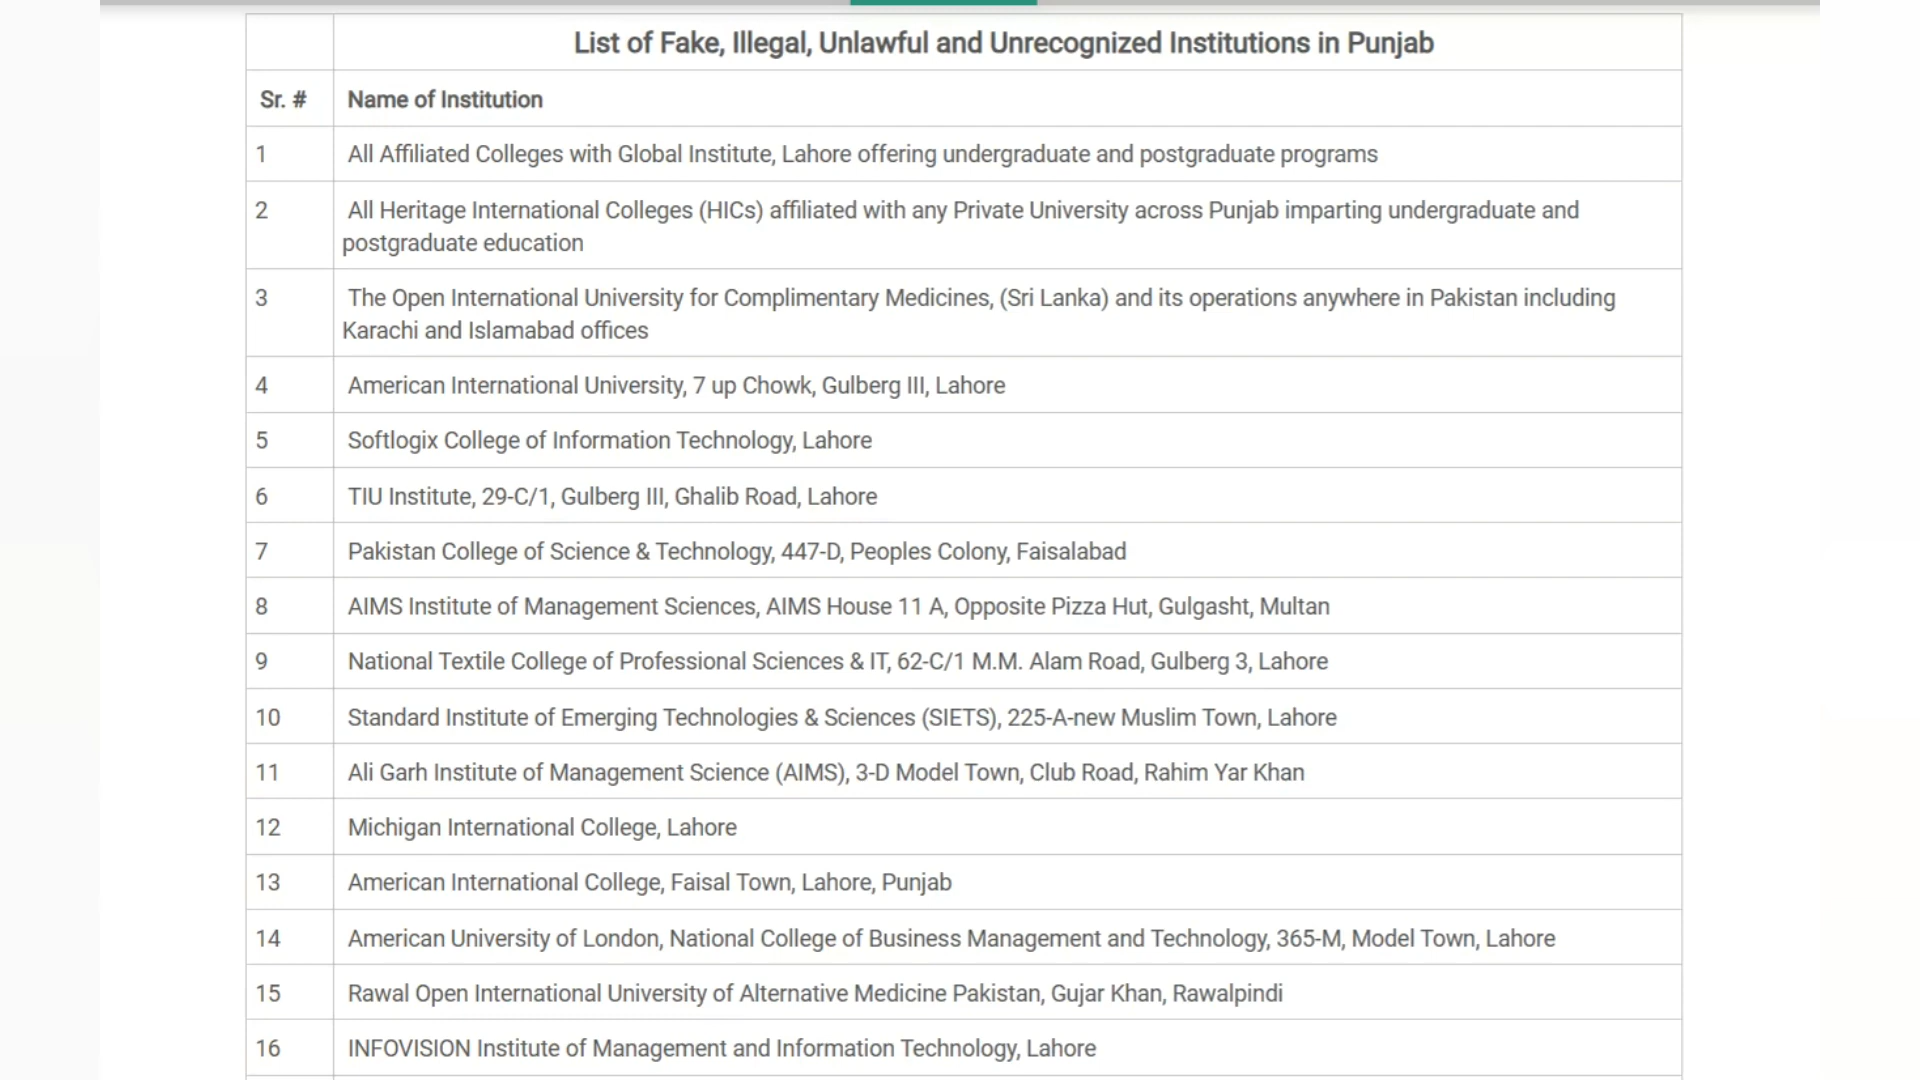 List of Fake, Illegal, Unlawful and Unrecognized Institutions in Punjab
Sr. # Name of Institution
1 All Affiliated Colleges with Global Institute, Lahore offering undergraduate and postgraduate programs
2 All Heritage International Colleges (HICs) affiliated with any Private University across Punjab imparting undergraduate and
postgraduate education
3 The Open International University for Complimentary Medicines, (Sri Lanka) and its operations anywhere in Pakistan including
Karachi and Islamabad offices
4 American International University, 7 up Chowk, Gulberg III, Lahore
5 Softlogix College of Information Technology, Lahore
6 TIU Institute, 29-C/1, Gulberg III, Ghalib Road, Lahore
7 Pakistan College of Science & Technology, 447-D, Peoples Colony, Faisalabad
8 AIMS Institute of Management Sciences, AIMS House 11 A, Opposite Pizza Hut, Gulgasht, Multan
9 National Textile College of Professional Sciences & IT, 62-C/1 M.M. Alam Road, Gulberg 3, Lahore
10 Standard Institute of Emerging Technologies & Sciences (SIETS), 225-A-new Muslim Town, Lahore
11 Ali Garh Institute of Management Science (AIMS), 3-D Model Town, Club Road, Rahim Yar Khan
12 Michigan International College, Lahore
13 American International College, Faisal Town, Lahore, Punjab
14 American University of London, National College of Business Management and Technology, 365-M, Model Town, Lahore
15 Rawal Open International University of Alternative Medicine Pakistan, Gujar Khan, Rawalpindi
16 INFOVISION Institute of Management and Information Technology, Lahore